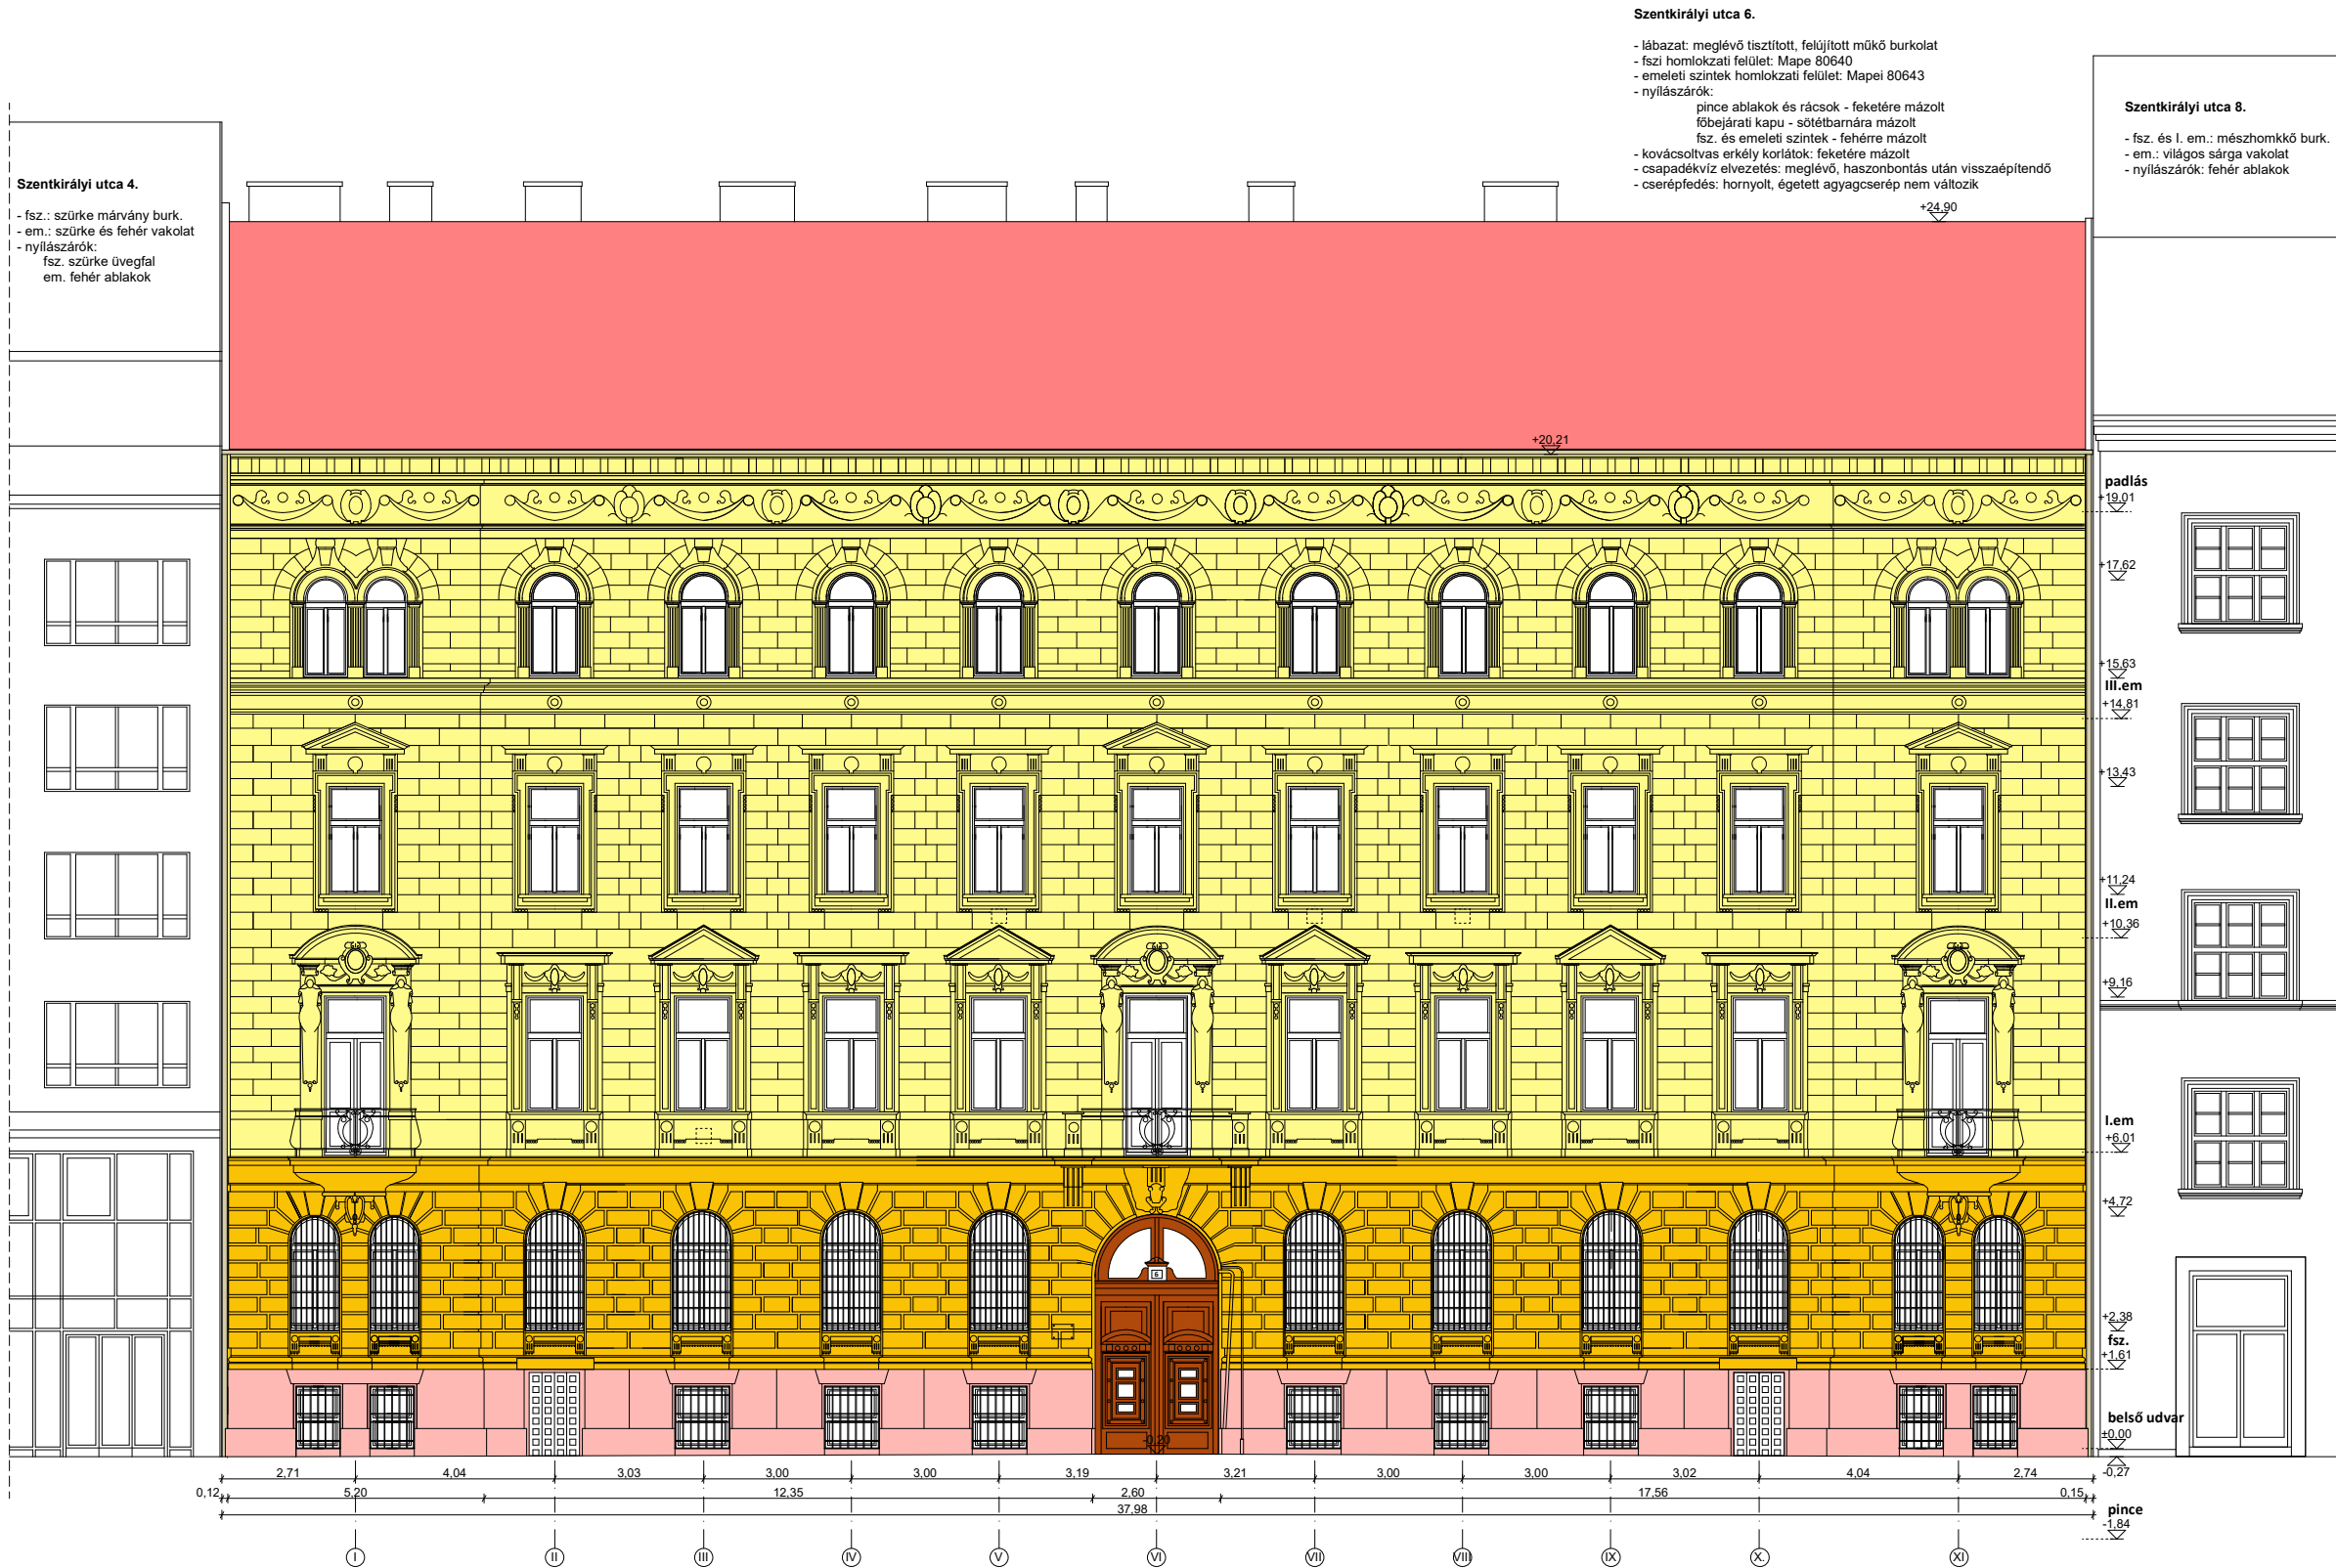 Szentkirályi utca 6.
- lábazat: meglévő tisztított, felújított műkő burkolat
- fszi homlokzati felület: Mape 80640
- emeleti szintek homlokzati felület: Mapei 80643
- nyílászárók:
pince ablakok és rácsok - feketére mázolt
főbejárati kapu - sötétbarnára mázolt
fsz. és emeleti szintek - fehérre mázolt
- kovácsoltvas erkély korlátok: feketére mázolt
- csapadékvíz elvezetés: meglévő, haszonbontás után visszaépítendő
- cserépfedés: hornyolt, égetett agyagcserép nem változik
Szentkirályi utca 8.
- fsz. és I. em.: mészhomkkő burk.
- em.: világos sárga vakolat
- nyílászárók: fehér ablakok
Szentkirályi utca 4.
- fsz.: szürke márvány burk.
- em.: szürke és fehér vakolat
- nyílászárók:
fsz. szürke üvegfal
em. fehér ablakok
+24,90
+20,21
padlás
+19,01
+17,62
+15,63
III.em
+14,81
+13,43
+11,24
II.em
+10,36
+9,16
I.em
+6,01
+4,72
6
+2,38
fsz.
+1,61
belső udvar
±0,00
-0,20
-0,27
2,71 4,04 3,03 3,00 3,00 3,19 3,21 3,00 3,00 3,02 4,04 2,74
0,12 5,20 12,35 2,60 17,56 0,15
37,98
pince
-1,84
I II III IV V VI VII VIII IX X. XI